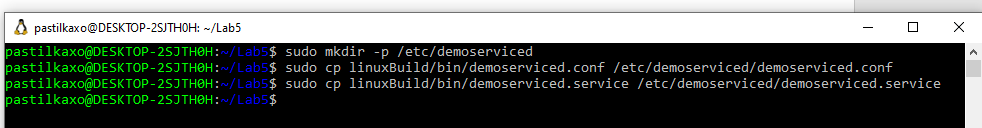 pastilkaxo@DESKTOP-2SJTH0H: ~/Lab5
pastilkaxo@DESKTOP-2SJTH0H:~/Lab5$ sudo mkdir -p /etc/demoserviced
pastilkaxo@DESKTOP-2SJTH0H:~/Lab5$ sudo cp linuxBuild/bin/demoserviced.conf /etc/demoserviced/demoserviced.conf
pastilkaxo@DESKTOP-2SJTH0H:~/Lab5$ sudo cp linuxBuild/bin/demoserviced.service /etc/demoserviced/demoserviced.service
pastilkaxo@DESKTOP-2SJTH0H:~/Lab5$